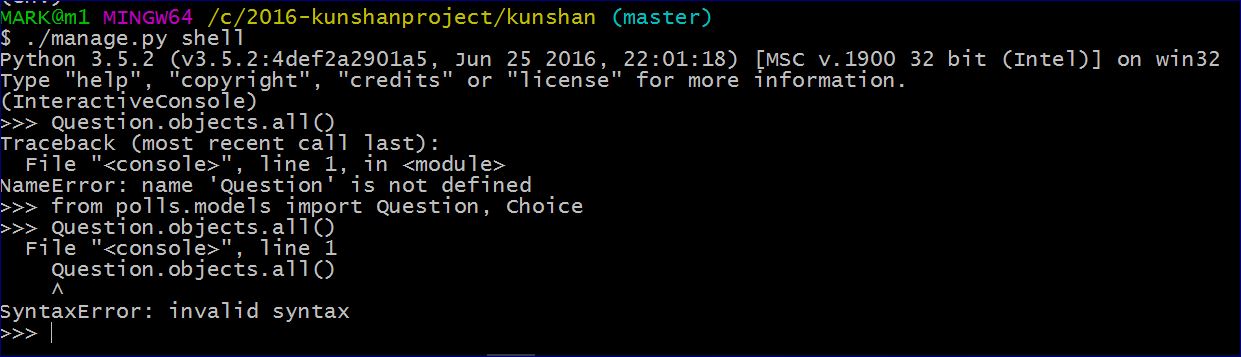 MARK@m1 MINGW64 /c/2016-kunshanproject/kunshan (master)
$ ./manage.py shell
Python 3.5.2 (v3.5.2:4def2a2901a5, Jun 25 2016, 22:01:18) [MSC v.1900 32 bit (Intel)] on win32
Type "help", "copyright", "credits" or "license" for more information.
(InteractiveConsole)
>>> Question.objects.all()
Traceback (most recent call last):
  File "<console>", line 1, in <module>
NameError: name 'Question' is not defined
>>> from polls.models import Question, Choice
>>> Question.objects.all()
  File "<console>", line 1
    Question.objects.all()
    ^
SyntaxError: invalid syntax
>>>